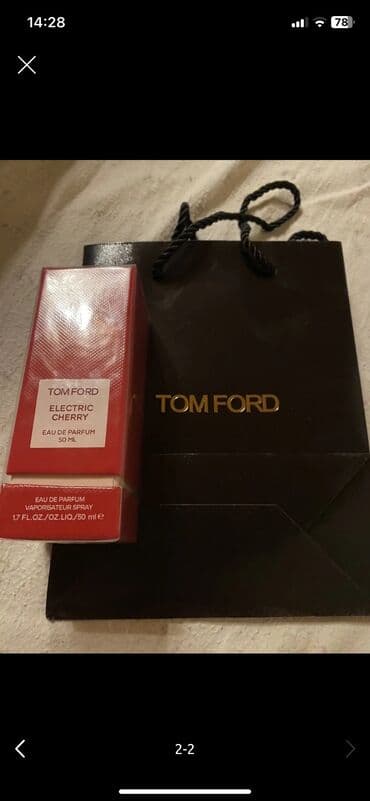 14:28
78
TOM FORD
ELECTRIC
CHERRY
EAU DE PARFUM
50 ML
EAU DE PARFUM
VAPORISATEUR SPRAY
1.7 FL.OZ./OZ.LIQ./50 ml e
TOM FORD
2-2